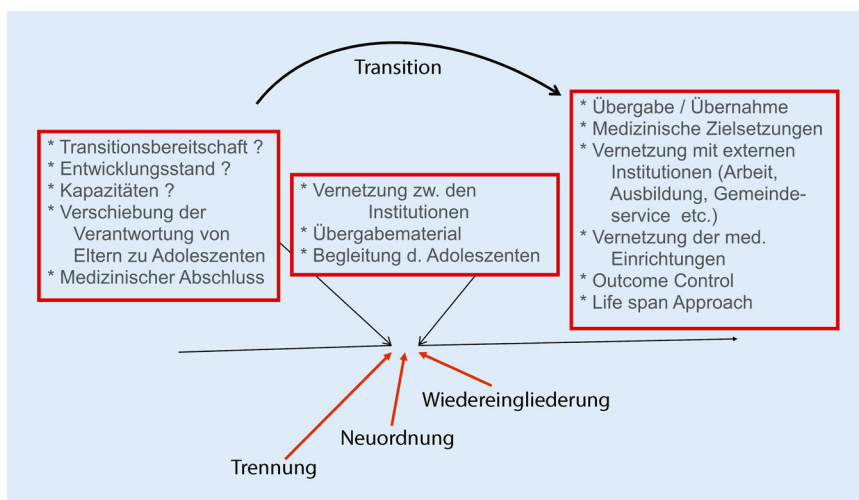 Transition
* Transitionsbereitschaft ?
* Entwicklungsstand ?
* Kapazitäten ?
* Verschiebung der
Verantwortung von
Eltern zu Adoleszenten
* Medizinischer Abschluss
* Vernetzung zw. den
Institutionen
* Übergabematerial
* Begleitung d. Adoleszenten
* Übergabe / Übernahme
* Medizinische Zielsetzungen
* Vernetzung mit externen
Institutionen (Arbeit,
Ausbildung, Gemeinde-
service etc.)
* Vernetzung der med.
Einrichtungen
* Outcome Control
* Life span Approach
Wiedereingliederung
Neuordnung
Trennung